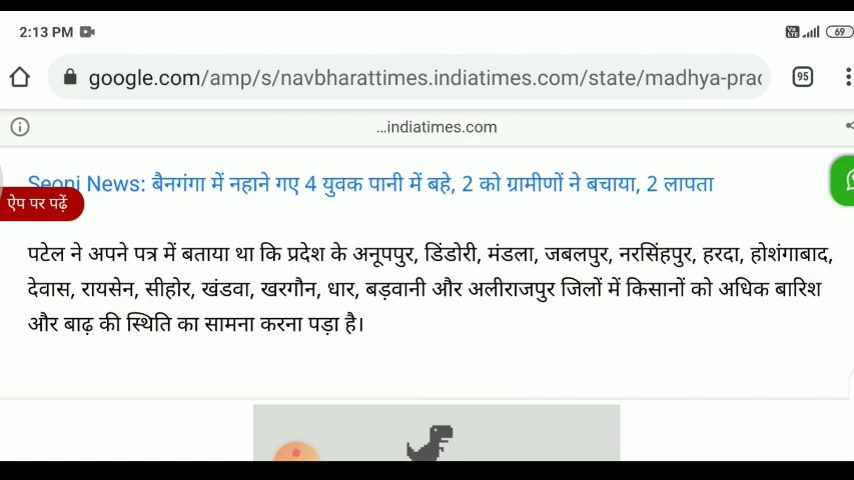 2:13 PM
69
google.com/amp/s/navbharattimes.indiatimes.com/state/madhya-prac
95
...indiatimes.com
Seoni News: बैनगंगा में नहाने गए 4 युवक पानी में बहे, 2 को ग्रामीणों ने बचाया, 2 लापता
ऐप पर पढ़ें
पटेल ने अपने पत्र में बताया था कि प्रदेश के अनूपपुर, डिंडोरी, मंडला, जबलपुर, नरसिंहपुर, हरदा, होशंगाबाद,
देवास, रायसेन, सीहोर, खंडवा, खरगौन, धार, बड़वानी और अलीराजपुर जिलों में किसानों को अधिक बारिश
और बाढ़ की स्थिति का सामना करना पड़ा है।